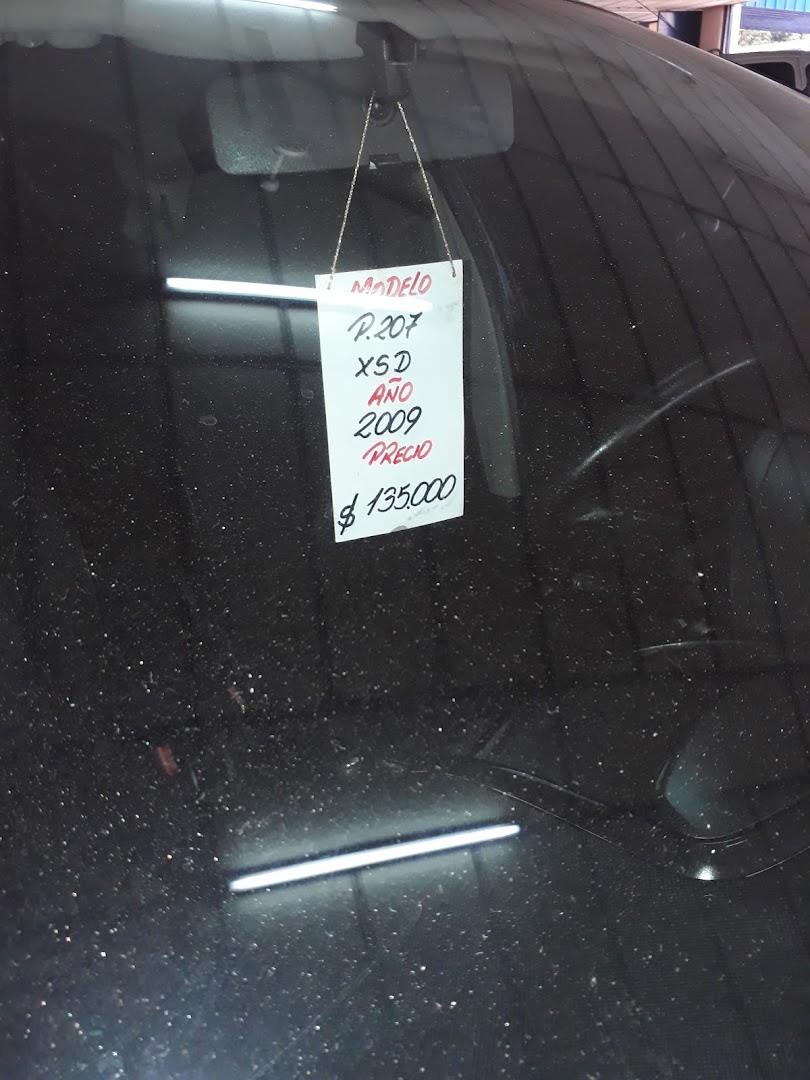 MODELO
P.207
XSD
AÑO
2009
PRECIO
$ 135.000